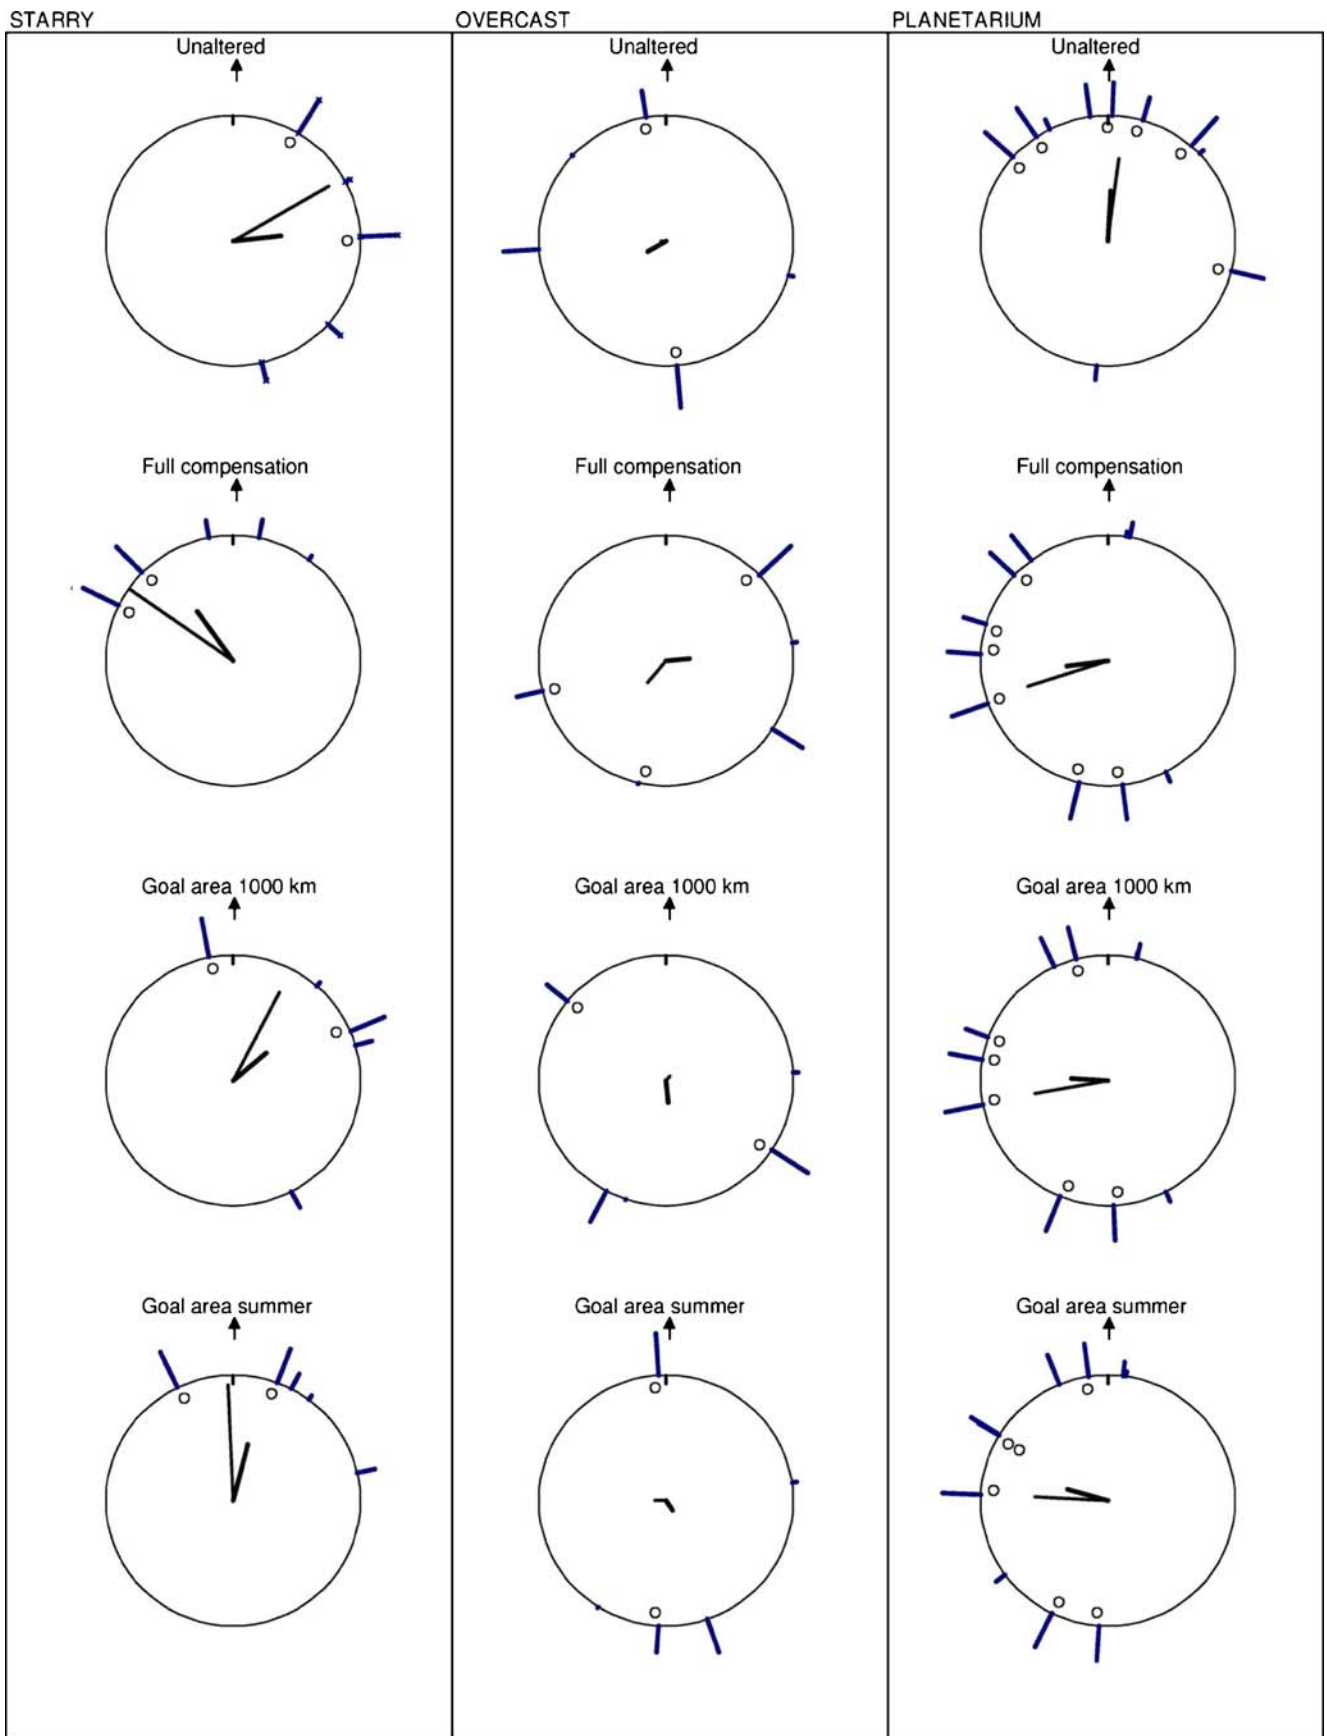 STARRY OVERCAST PLANETARIUM
Unaltered Unaltered Unaltered
Full compensation Full compensation Full compensation
Goal area 1000 km Goal area 1000 km Goal area 1000 km
Goal area summer Goal area summer Goal area summer